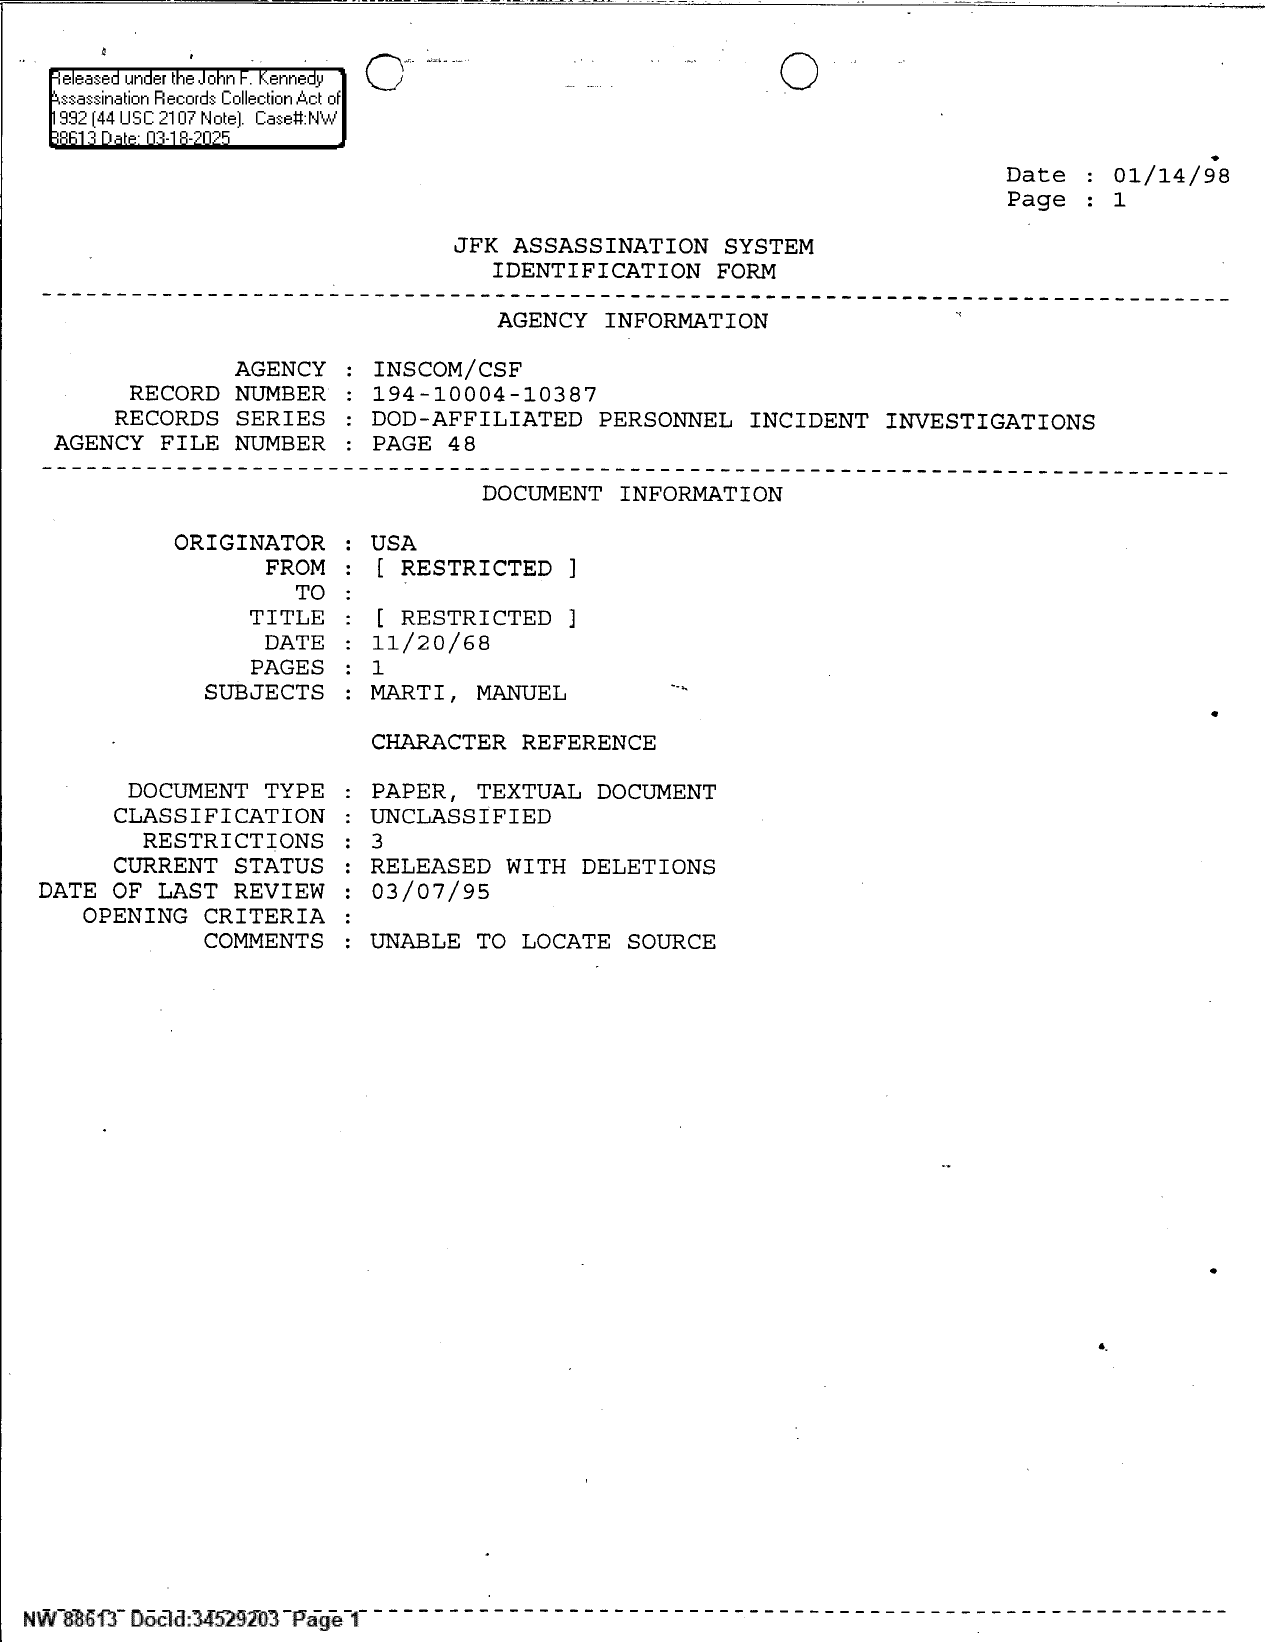 Released under the John F. Kennedy
Assassination Records Collection Act of
1992 (44 USC 2107 Note). Case#:NW
88613 Date: 03-18-2025
Date : 01/14/98
Page : 1
JFK ASSASSINATION SYSTEM
IDENTIFICATION FORM
AGENCY INFORMATION
AGENCY : INSCOM/CSF
RECORD NUMBER : 194-10004-10387
RECORDS SERIES : DOD-AFFILIATED PERSONNEL INCIDENT INVESTIGATIONS
AGENCY FILE NUMBER : PAGE 48
DOCUMENT INFORMATION
ORIGINATOR : USA
FROM : [ RESTRICTED ]
TO :
TITLE : [ RESTRICTED ]
DATE : 11/20/68
PAGES : 1
SUBJECTS : MARTI, MANUEL
CHARACTER REFERENCE
DOCUMENT TYPE : PAPER, TEXTUAL DOCUMENT
CLASSIFICATION : UNCLASSIFIED
RESTRICTIONS : 3
CURRENT STATUS : RELEASED WITH DELETIONS
DATE OF LAST REVIEW : 03/07/95
OPENING CRITERIA :
COMMENTS : UNABLE TO LOCATE SOURCE
NW 88613 DocId:34529203 Page 1